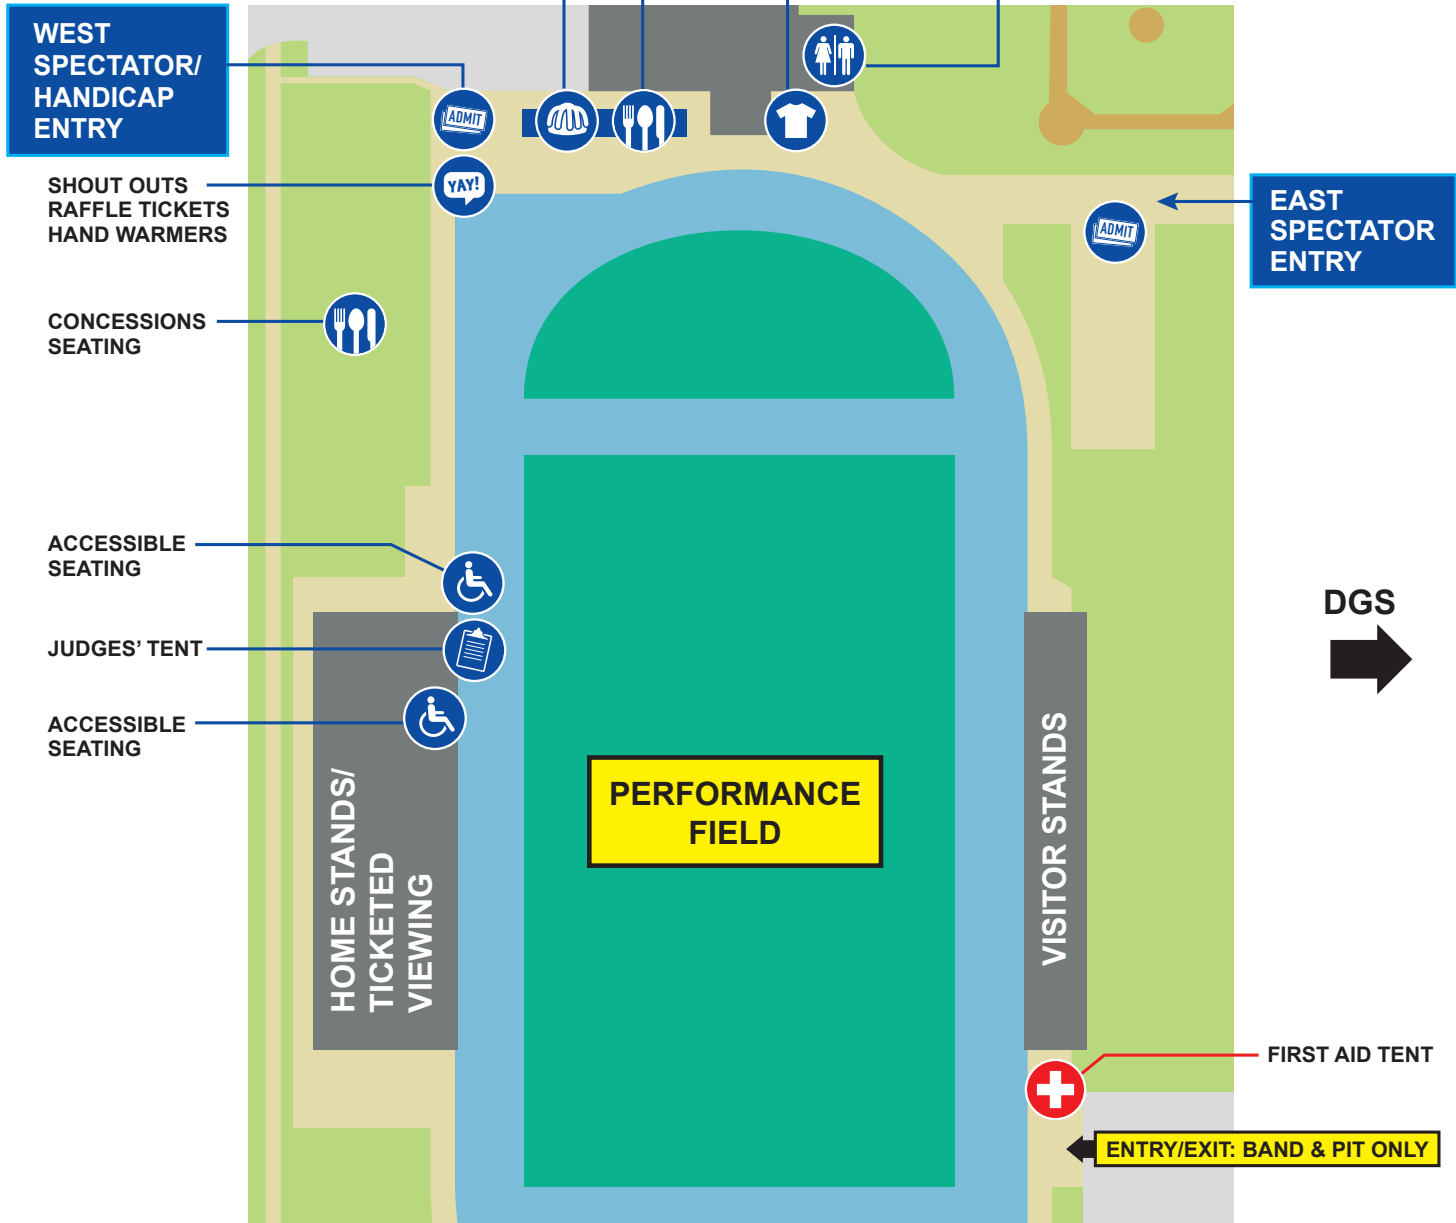 WEST
SPECTATOR/
HANDICAP
ENTRY
ADMIT
YAY!
SHOUT OUTS
RAFFLE TICKETS
HAND WARMERS
ADMIT
EAST
SPECTATOR
ENTRY
CONCESSIONS
SEATING
ACCESSIBLE
SEATING
JUDGES’ TENT
ACCESSIBLE
SEATING
DGS
PERFORMANCE
FIELD
HOME STANDS/
TICKETED
VIEWING
VISITOR STANDS
FIRST AID TENT
ENTRY/EXIT: BAND & PIT ONLY